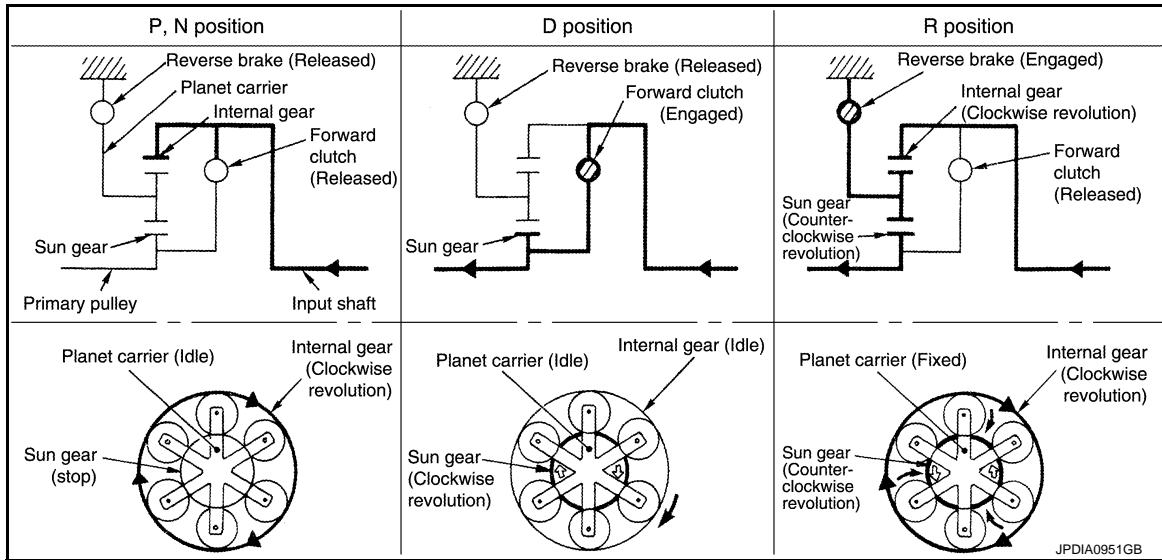 P, N position
D position
R position
Reverse brake (Released)
Planet carrier
Internal gear
Forward
clutch
(Released)
Sun gear
Primary pulley
Input shaft
Reverse brake (Released)
Forward clutch
(Engaged)
Sun gear
Reverse brake (Engaged)
Internal gear
(Clockwise revolution)
Forward
clutch
(Released)
Sun gear
(Counter-
clockwise
revolution)
Planet carrier (Idle)
Internal gear
(Clockwise
revolution)
Sun gear
(stop)
Planet carrier (Idle)
Internal gear (Idle)
Sun gear
(Clockwise
revolution)
Planet carrier (Fixed)
Internal gear
(Clockwise
revolution)
Sun gear
(Counter-
clockwise
revolution)
JPDIA0951GB